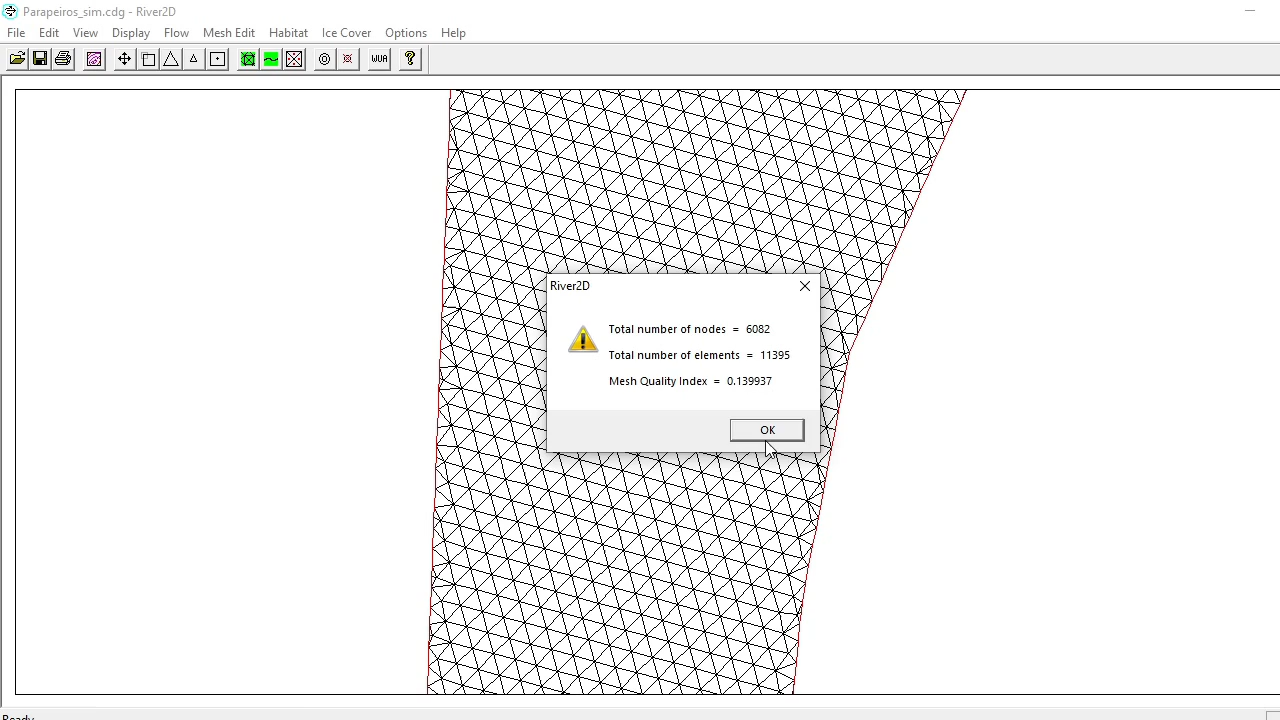 Parapeiros_sim.cdg - River2D
File Edit View Display Flow Mesh Edit Habitat Ice Cover Options Help
WUA ?
River2D
Total number of nodes = 6082
Total number of elements = 11395
Mesh Quality Index = 0.139937
OK
Ready